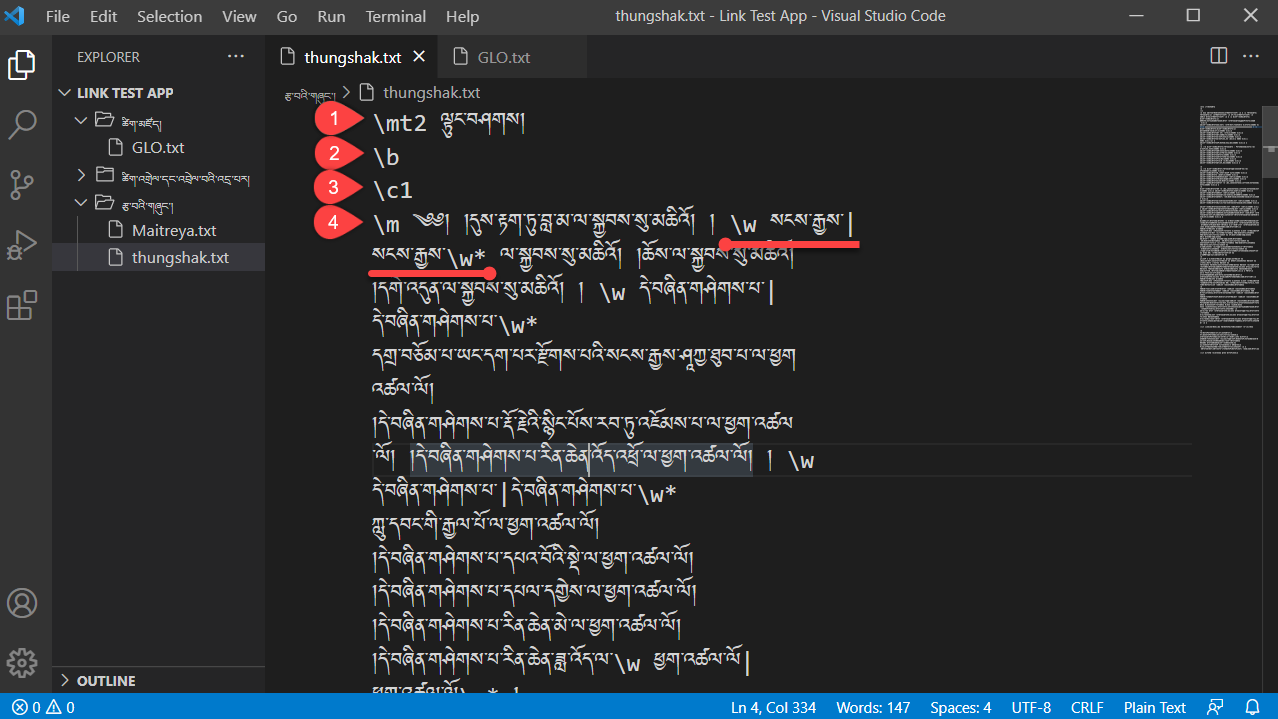 File Edit Selection View Go Run Terminal Help
thungshak.txt - Link Test App - Visual Studio Code
EXPLORER ···
LINK TEST APP
ཚིག་མཛོད།
GLO.txt
ཚིག་འགྲེལ་དང་འབྲེལ་བའི་འདྲ་པར།
རྩ་བའི་གཞུང་།
Maitreya.txt
thungshak.txt
OUTLINE
thungshak.txt GLO.txt
རྩ་བའི་གཞུང་། thungshak.txt
1 \mt2 ལྟུང་བཤགས།
2 \b
3 \c1
4 \m ༄༅། །དུས་རྟག་ཏུ་བླ་མ་ལ་སྐྱབས་སུ་མཆིའོ། ། \w སངས་རྒྱས་|
སངས་རྒྱས་\w* ལ་སྐྱབས་སུ་མཆིའོ། །ཆོས་ལ་སྐྱབས་སུ་མཆིའོ།
།དགེ་འདུན་ལ་སྐྱབས་སུ་མཆིའོ། ། \w དེ་བཞིན་གཤེགས་པ་|
དེ་བཞིན་གཤེགས་པ་\w*
དགྲ་བཅོམ་པ་ཡང་དག་པར་རྫོགས་པའི་སངས་རྒྱས་ཤཱཀྱ་ཐུབ་པ་ལ་ཕྱག
འཚལ་ལོ།
།དེ་བཞིན་གཤེགས་པ་རྡོ་རྗེའི་སྙིང་པོས་རབ་ཏུ་འཇོམས་པ་ལ་ཕྱག་འཚལ
་ལོ། །དེ་བཞིན་གཤེགས་པ་རིན་ཆེན་འོད་འཕྲོ་ལ་ཕྱག་འཚལ་ལོ། ། \w
དེ་བཞིན་གཤེགས་པ་|དེ་བཞིན་གཤེགས་པ་\w*
ཀླུ་དབང་གི་རྒྱལ་པོ་ལ་ཕྱག་འཚལ་ལོ།
།དེ་བཞིན་གཤེགས་པ་དཔའ་བོའི་སྡེ་ལ་ཕྱག་འཚལ་ལོ།
།དེ་བཞིན་གཤེགས་པ་དཔལ་དགྱེས་ལ་ཕྱག་འཚལ་ལོ།
།དེ་བཞིན་གཤེགས་པ་རིན་ཆེན་མེ་ལ་ཕྱག་འཚལ་ལོ།
།དེ་བཞིན་གཤེགས་པ་རིན་ཆེན་ཟླ་འོད་ལ་\w ཕྱག་འཚལ་ལོ|
ཕྱག་འཚལ་ལོ\w* །
0 0 Ln 4, Col 334 Words: 147 Spaces: 4 UTF-8 CRLF Plain Text